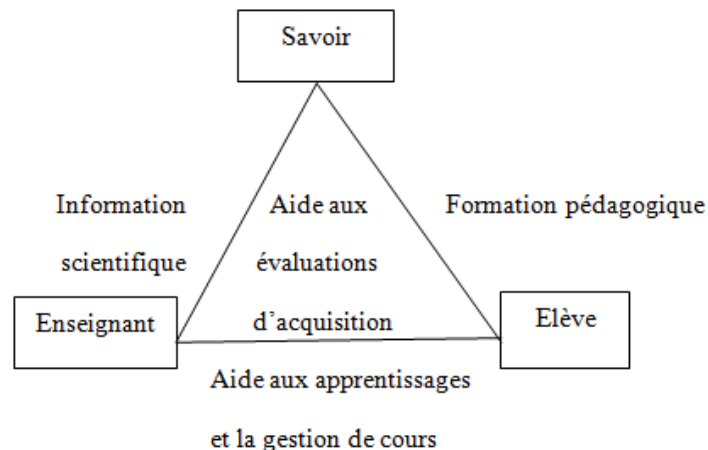 Savoir
Information
scientifique
Aide aux
évaluations
d’acquisition
Formation pédagogique
Enseignant
Elève
Aide aux apprentissages
et la gestion de cours